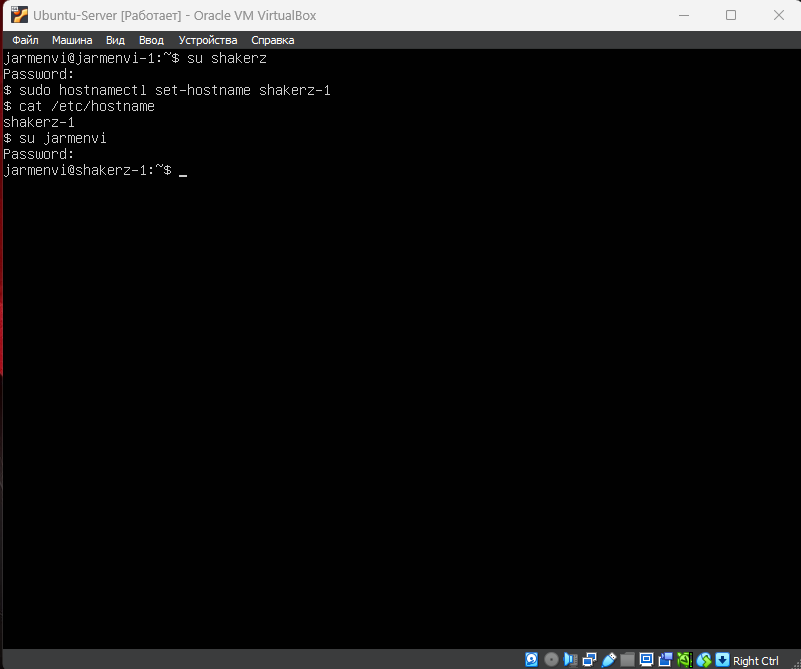 Ubuntu-Server [Работает] - Oracle VM VirtualBox
Файл Машина Вид Ввод Устройства Справка
jarmenvi@jarmenvi-1:~$ su shakerz
Password:
$ sudo hostnamectl set-hostname shakerz-1
$ cat /etc/hostname
shakerz-1
$ su jarmenvi
Password:
jarmenvi@shakerz-1:~$ _
Right Ctrl